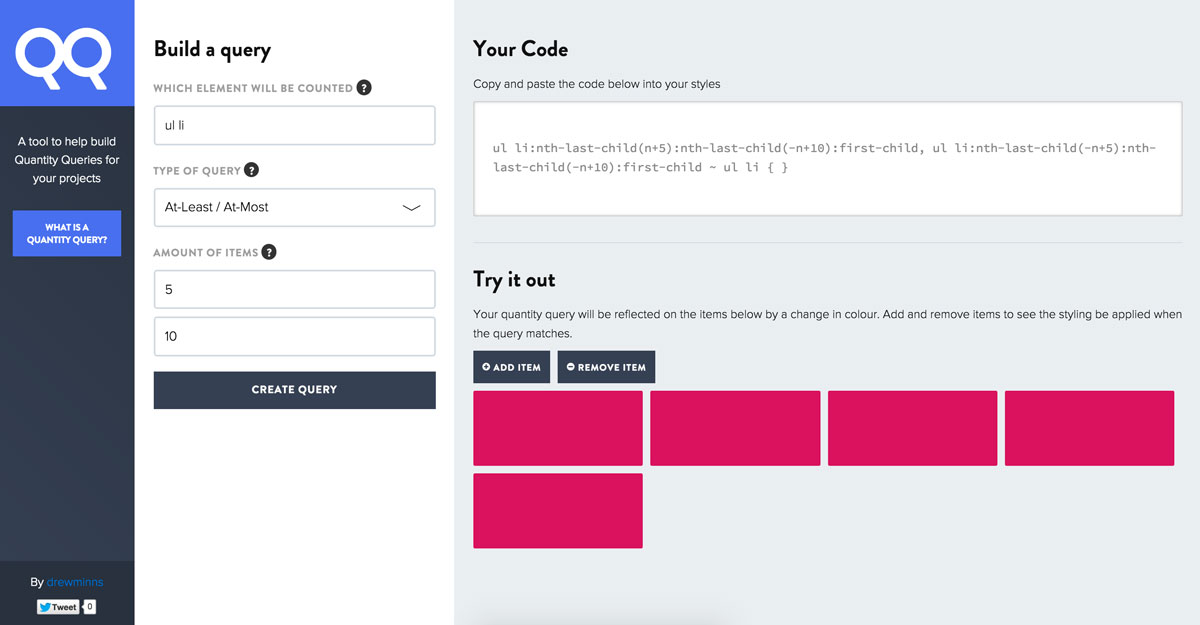 QQ
A tool to help build
Quantity Queries for
your projects
WHAT IS A
QUANTITY QUERY?
By drewminns
Tweet 0
Build a query
WHICH ELEMENT WILL BE COUNTED ?
ul li
TYPE OF QUERY ?
At-Least / At-Most
AMOUNT OF ITEMS ?
5
10
CREATE QUERY
Your Code
Copy and paste the code below into your styles
ul li:nth-last-child(n+5):nth-last-child(-n+10):first-child, ul li:nth-last-child(-n+5):nth-
last-child(-n+10):first-child ~ ul li { }
Try it out
Your quantity query will be reflected on the items below by a change in colour. Add and remove items to see the styling be applied when
the query matches.
ADD ITEM
REMOVE ITEM